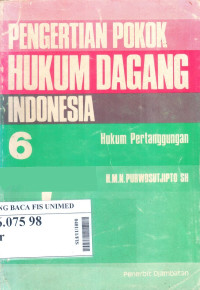 PENGERTIAN POKOK
HUKUM DAGANG
INDONESIA
6
Hukum Pertanggungan
H.M.N. PURWOSUTJIPTO SH
NG BACA FIS UNIMED
6.075 98
r
Penerbit Djambatan